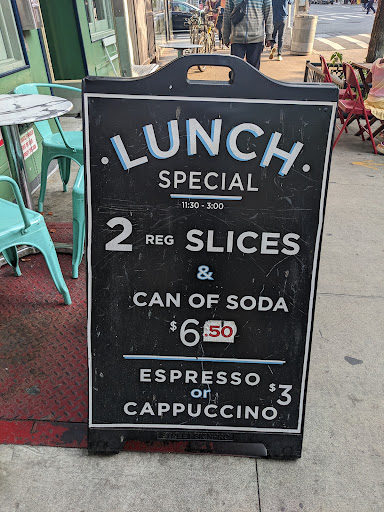 ·LUNCH·
SPECIAL
11:30 - 3:00
2 REG SLICES
&
CAN OF SODA
$6.50
ESPRESSO
or
CAPPUCCINO
$3